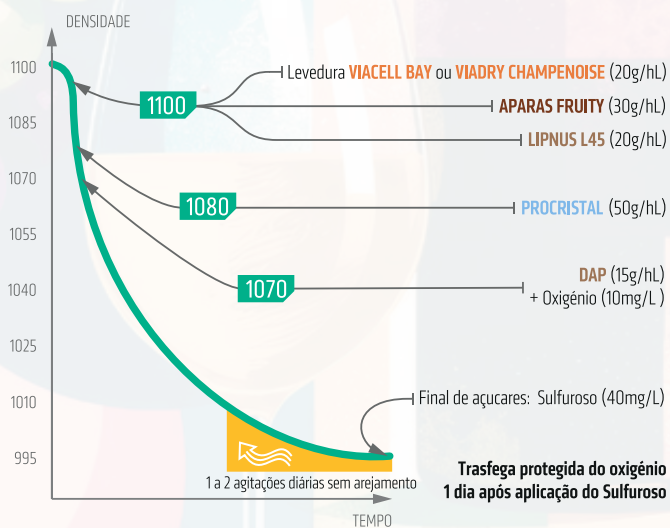 DENSIDADE
1100
1085
1070
1055
1040
1025
1010
995
Levedura VIACELL BAY ou VIADRY CHAMPENOISE (20g/hL)
1100
APARAS FRUITY (30g/hL)
LIPNUS L45 (20g/hL)
1080
PROCRISTAL (50g/hL)
1070
DAP (15g/hL)
+ Oxigénio (10mg/L )
Final de açucares: Sulfuroso (40mg/L)
1 a 2 agitações diárias sem arejamento
Trasfega protegida do oxigénio
1 dia após aplicação do Sulfuroso
TEMPO